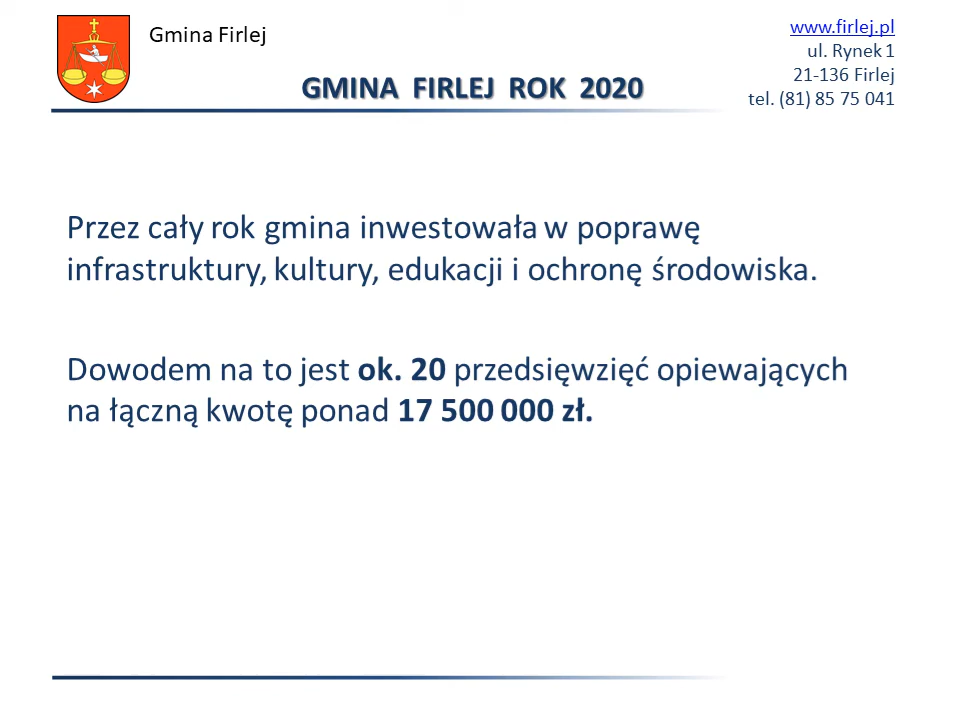 Gmina Firlej
www.firlej.pl
ul. Rynek 1
21-136 Firlej
tel. (81) 85 75 041
GMINA FIRLEJ ROK 2020
Przez cały rok gmina inwestowała w poprawę
infrastruktury, kultury, edukacji i ochronę środowiska.
Dowodem na to jest ok. 20 przedsięwzięć opiewających
na łączną kwotę ponad 17 500 000 zł.